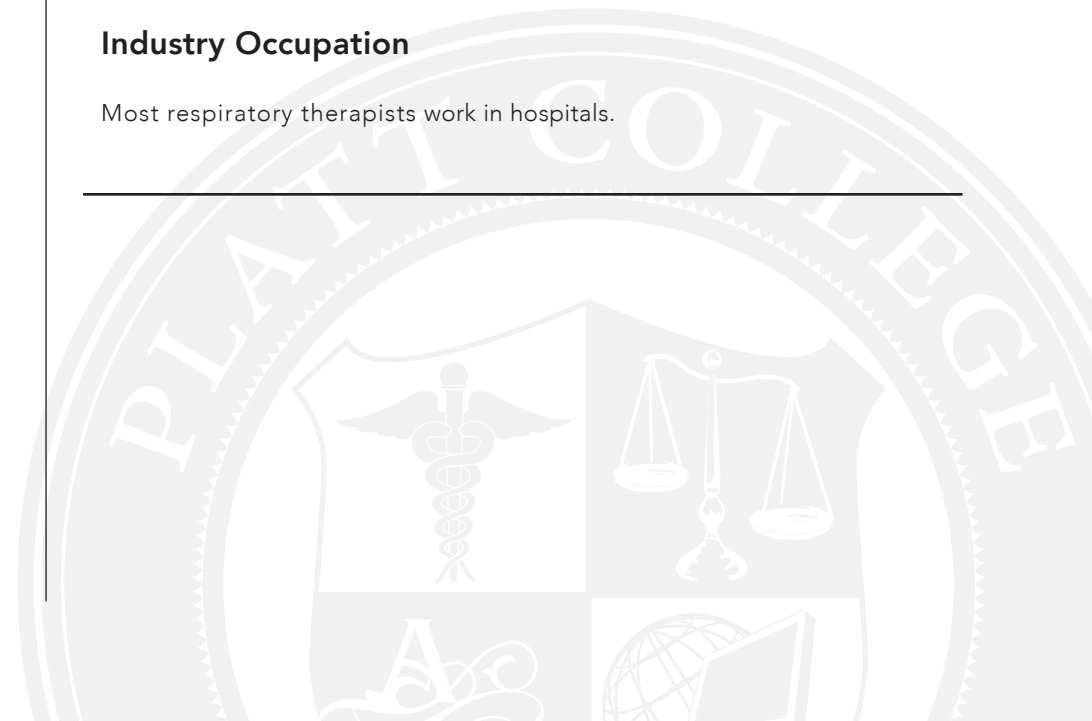 Industry Occupation
Most respiratory therapists work in hospitals.
PLATT COLLEGE